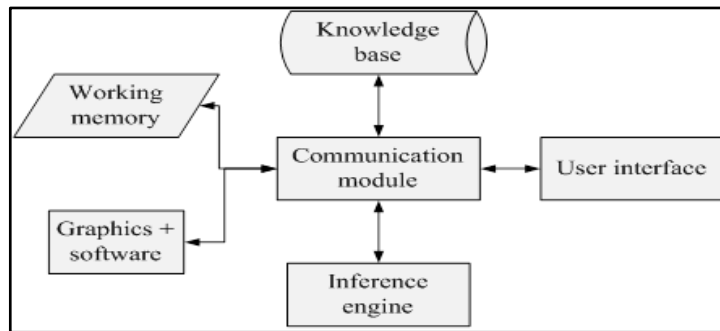 Knowledge
base
Working
memory
Communication
module
User interface
Graphics +
software
Inference
engine